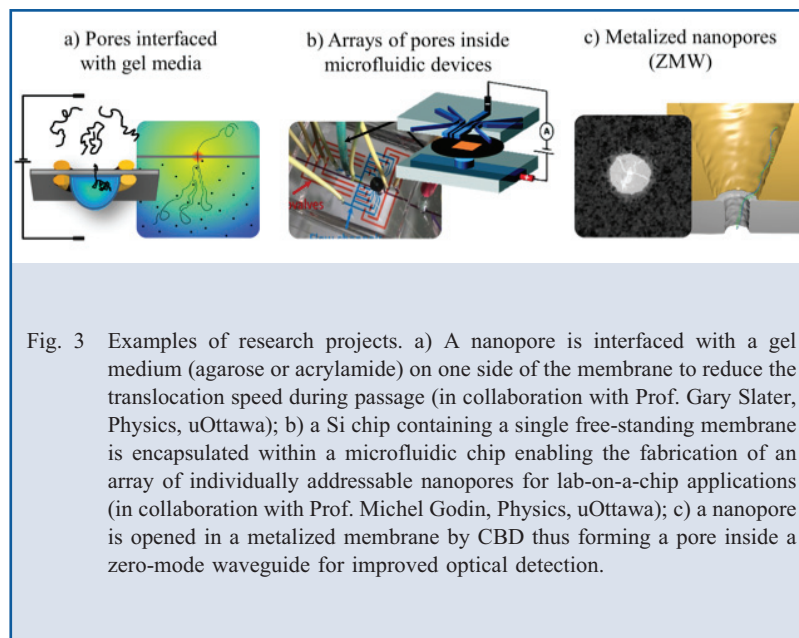 a) Pores interfaced
with gel media
b) Arrays of pores inside
microfluidic devices
c) Metalized nanopores
(ZMW)
A
Fig. 3 Examples of research projects. a) A nanopore is interfaced with a gel
medium (agarose or acrylamide) on one side of the membrane to reduce the
translocation speed during passage (in collaboration with Prof. Gary Slater,
Physics, uOttawa); b) a Si chip containing a single free-standing membrane
is encapsulated within a microfluidic chip enabling the fabrication of an
array of individually addressable nanopores for lab-on-a-chip applications
(in collaboration with Prof. Michel Godin, Physics, uOttawa); c) a nanopore
is opened in a metalized membrane by CBD thus forming a pore inside a
zero-mode waveguide for improved optical detection.